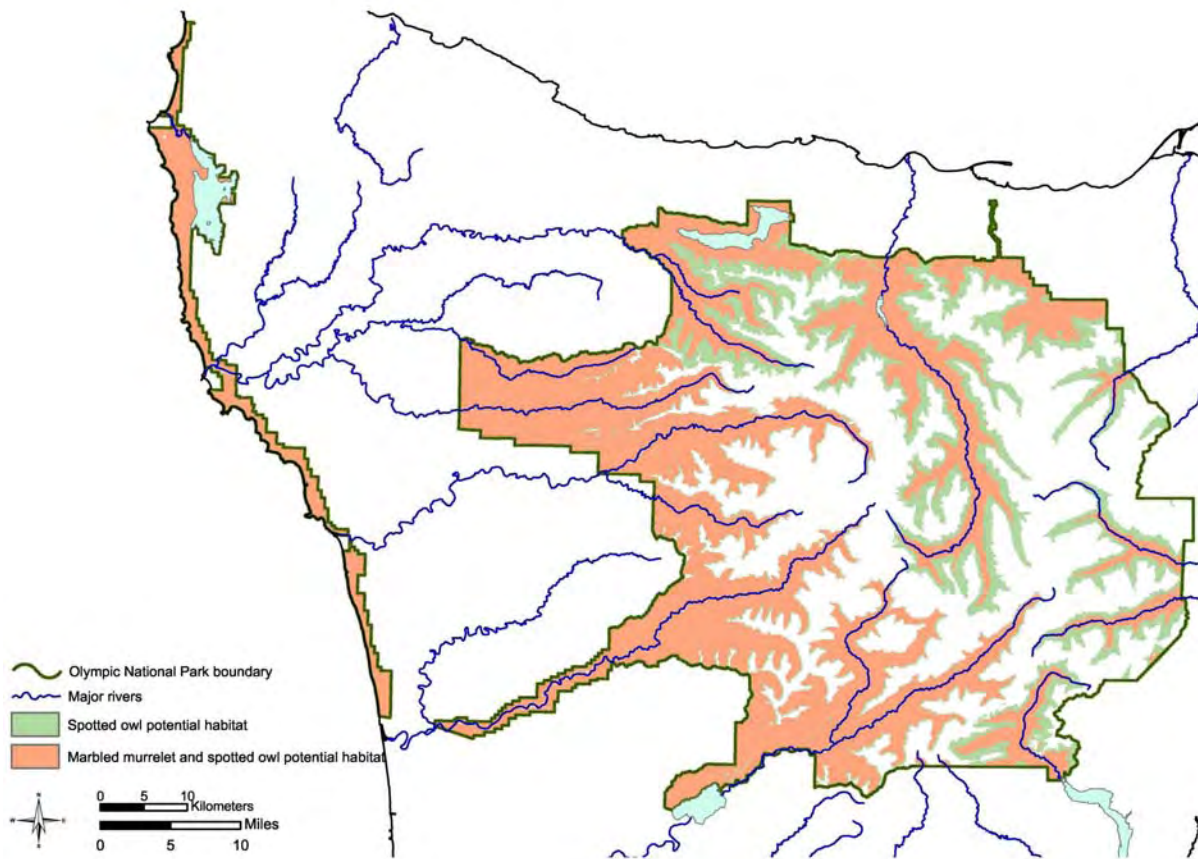 Olympic National Park boundary
Major rivers
Spotted owl potential habitat
Marbled murrelet and spotted owl potential habitat
0 5 10
Kilometers
Miles
0 5 10
N
W E
S